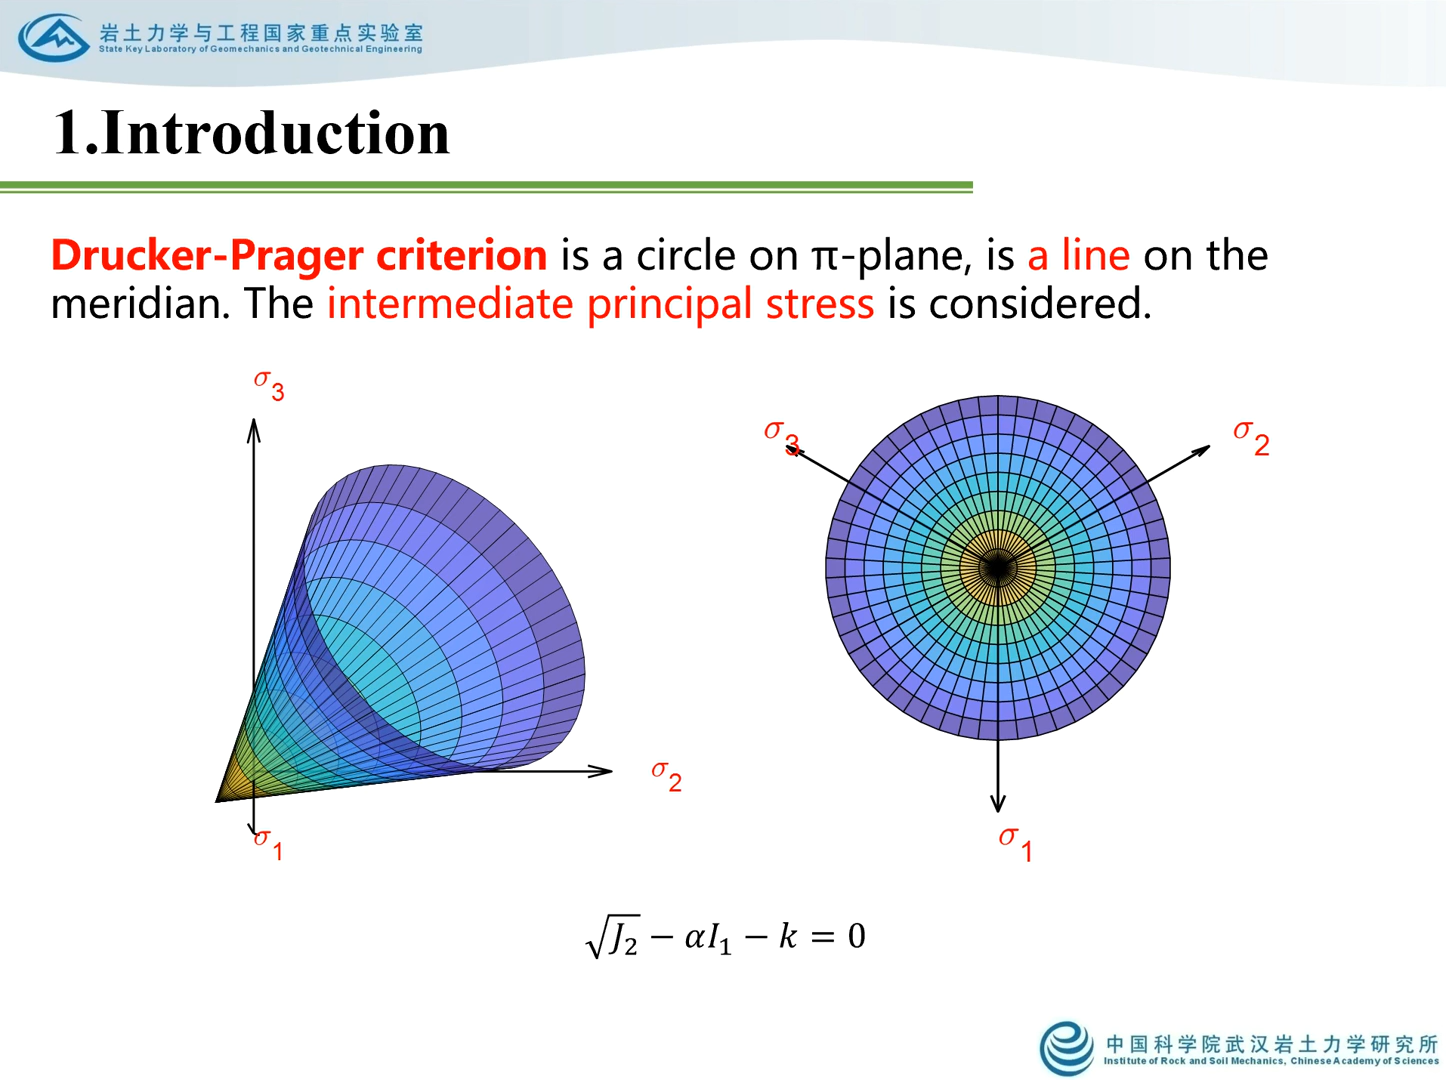 岩土力学与工程国家重点实验室
State Key Laboratory of Geomechanics and Geotechnical Engineering
1.Introduction
Drucker-Prager criterion is a circle on π-plane, is a line on the
meridian. The intermediate principal stress is considered.
σ3
σ2
σ1
σ3
σ2
σ1
√J2 − αI1 − k = 0
中国科学院武汉岩土力学研究所
Institute of Rock and Soil Mechanics, Chinese Academy of Sciences